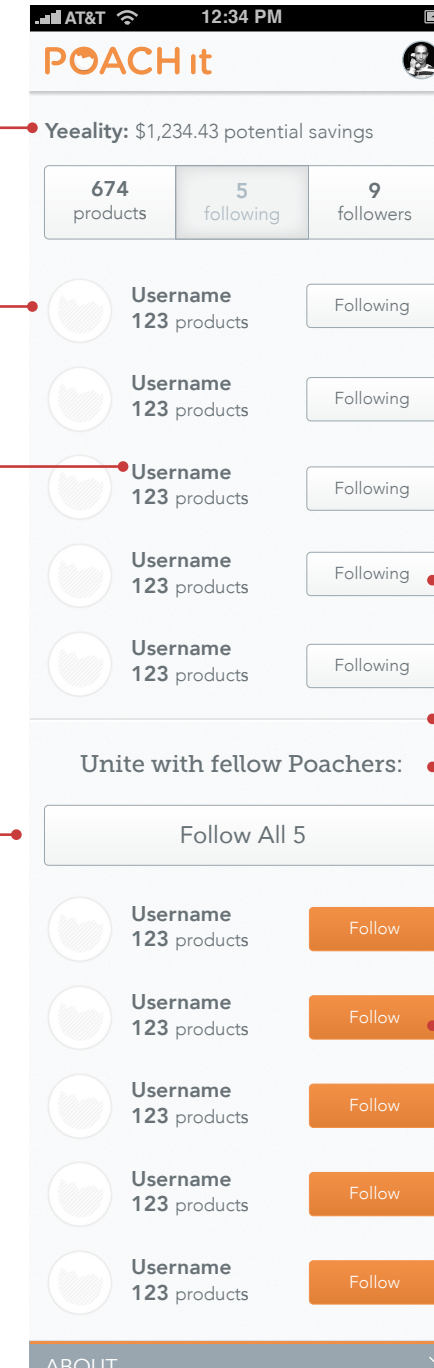 AT&T 12:34 PM
POACH it
Yeeality: $1,234.43 potential savings
674 5 9
products following followers
Username
123 products Following
Username
123 products Following
Username
123 products Following
Username
123 products Following
Username
123 products Following
Unite with fellow Poachers:
Follow All 5
Username
123 products Follow
Username
123 products Follow
Username
123 products Follow
Username
123 products Follow
Username
123 products Follow
ABOUT